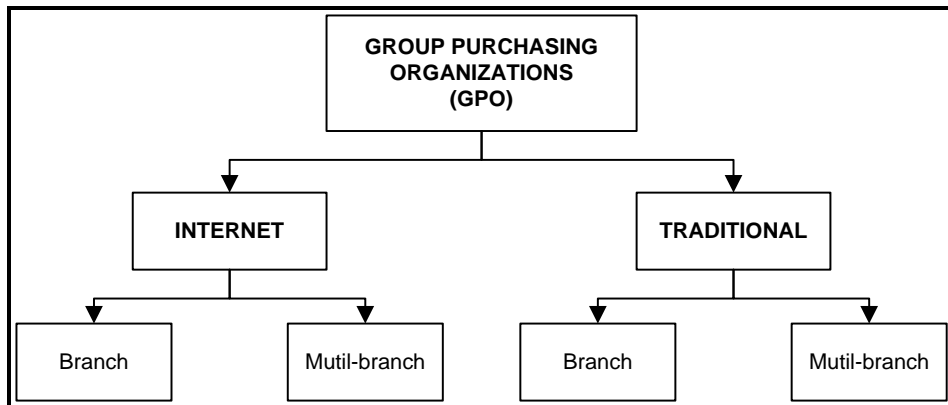 GROUP PURCHASING
ORGANIZATIONS
(GPO)
INTERNET
TRADITIONAL
Branch
Mutil-branch
Branch
Mutil-branch